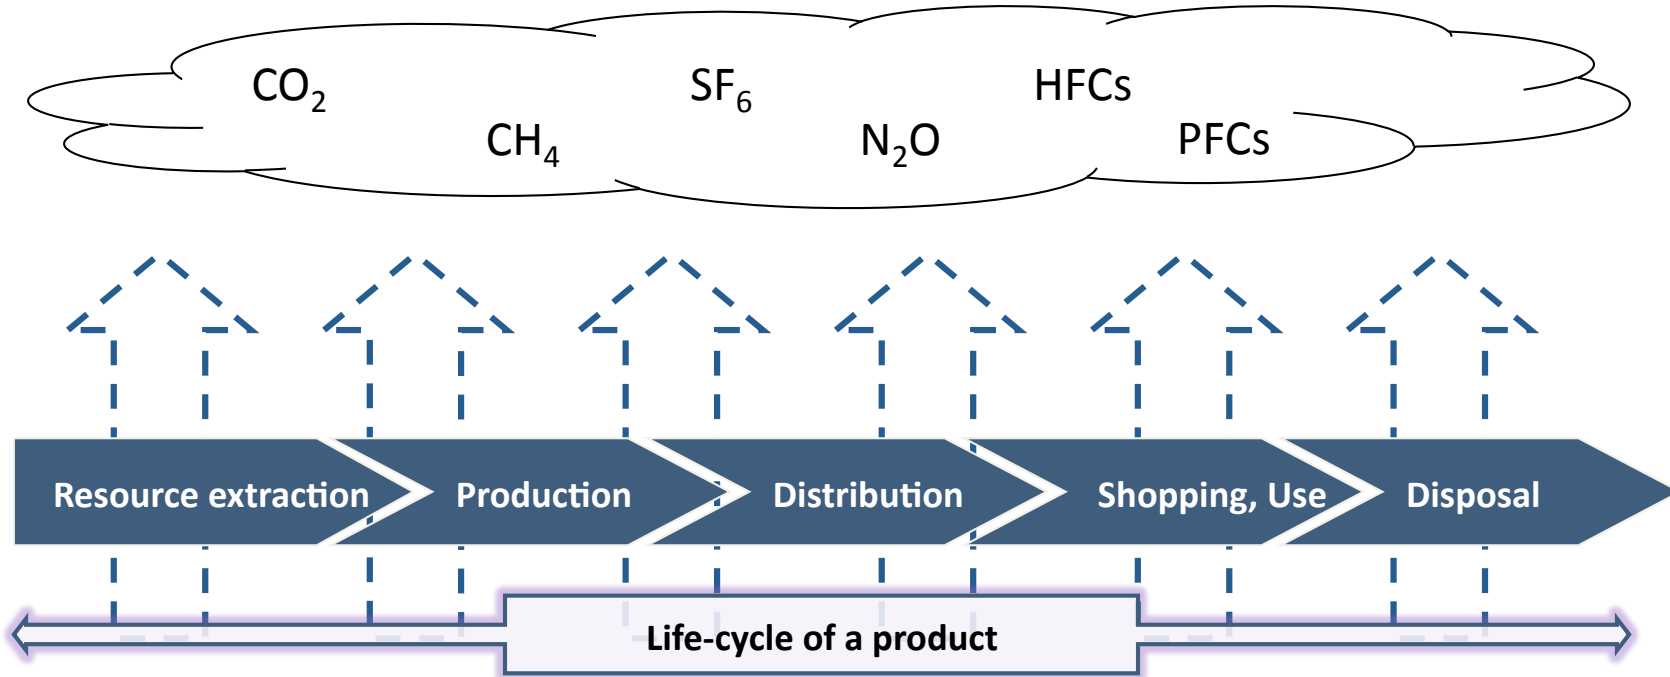 CO₂ SF₆ HFCs
CH₄ N₂O PFCs
Resource extraction Production Distribution Shopping, Use Disposal
Life-cycle of a product